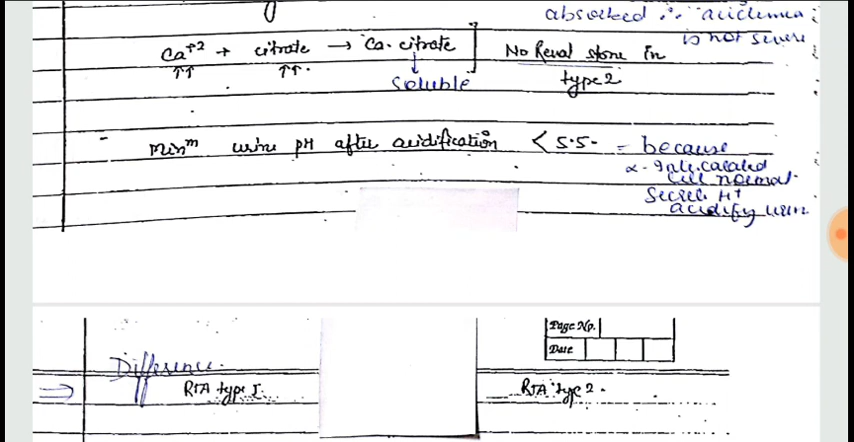 absorbed ∴ acidemia
is not severe
Ca+2 + citrate → Ca. citrate ] No Renal stone in
↑↑ ↑↑. ↓ type 2
Soluble
- Minm urine pH after acidification < 5.5 - = because
α - Intercalated
cell normal
Secrete H+
acidify urin
Page No.
Date
Difference.
⇒ RTA type I. RTA type 2.